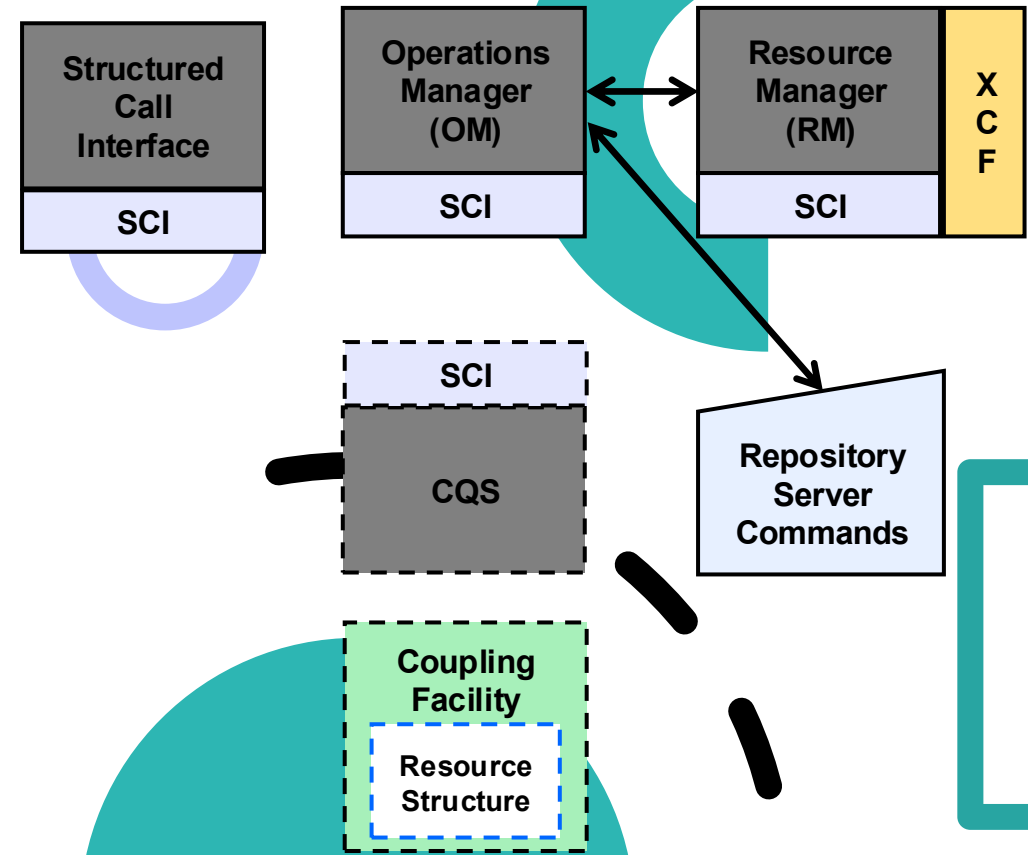 Structured
Call
Interface
SCI
Operations
Manager
(OM)
SCI
Resource
Manager
(RM)
SCI
X
C
F
SCI
CQS
Repository
Server
Commands
Coupling
Facility
Resource
Structure